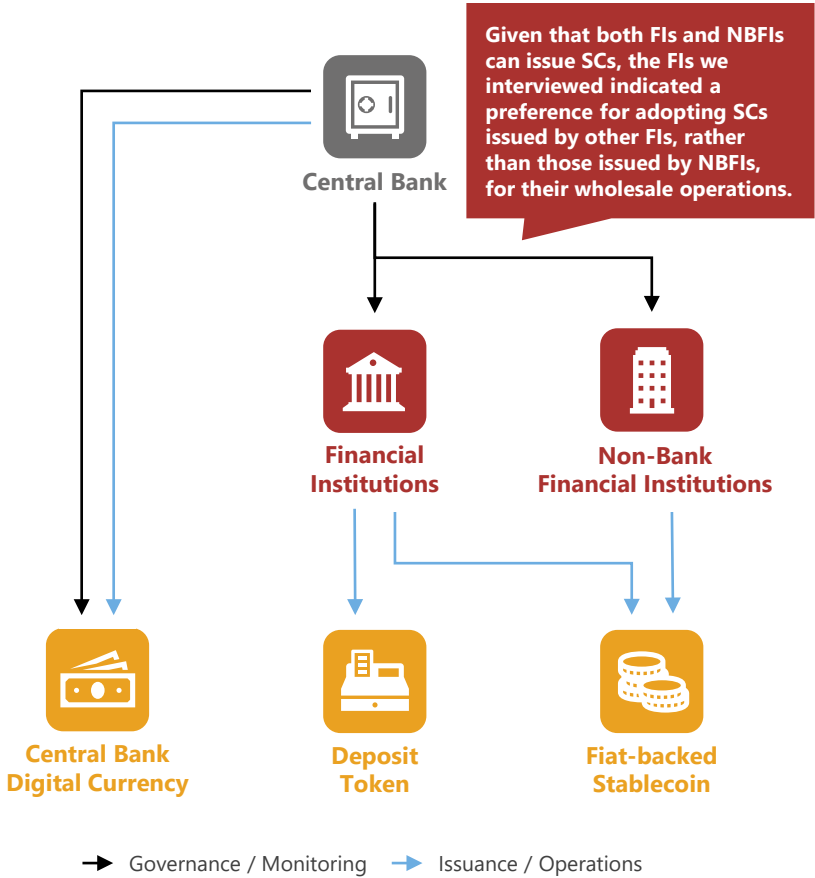 Given that both FIs and NBFIs
can issue SCs, the FIs we
interviewed indicated a
preference for adopting SCs
issued by other FIs, rather
than those issued by NBFIs,
for their wholesale operations.
Central Bank
Financial
Institutions
Non-Bank
Financial Institutions
Central Bank
Digital Currency
Deposit
Token
Fiat-backed
Stablecoin
Governance / Monitoring
Issuance / Operations